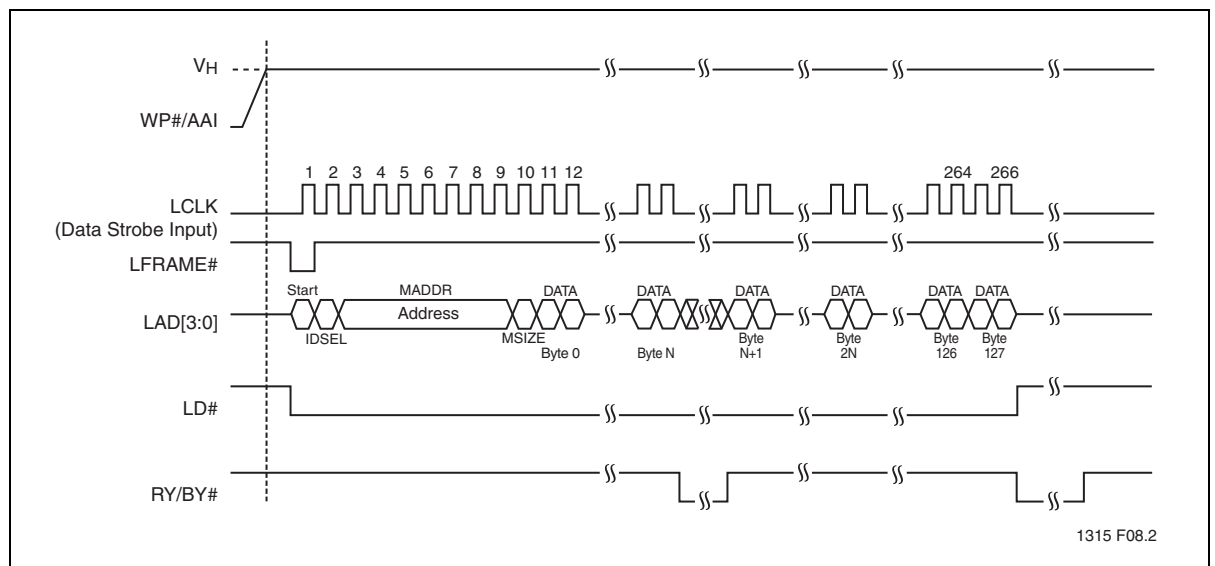 VH
WP#/AAI
1 2 3 4 5 6 7 8 9 10 11 12 264 266
LCLK
(Data Strobe Input)
LFRAME#
Start MADDR DATA DATA DATA DATA DATA DATA
LAD[3:0] Address
IDSEL MSIZE Byte 0 Byte N Byte N+1 Byte 2N Byte 126 Byte 127
LD#
RY/BY#
1315 F08.2